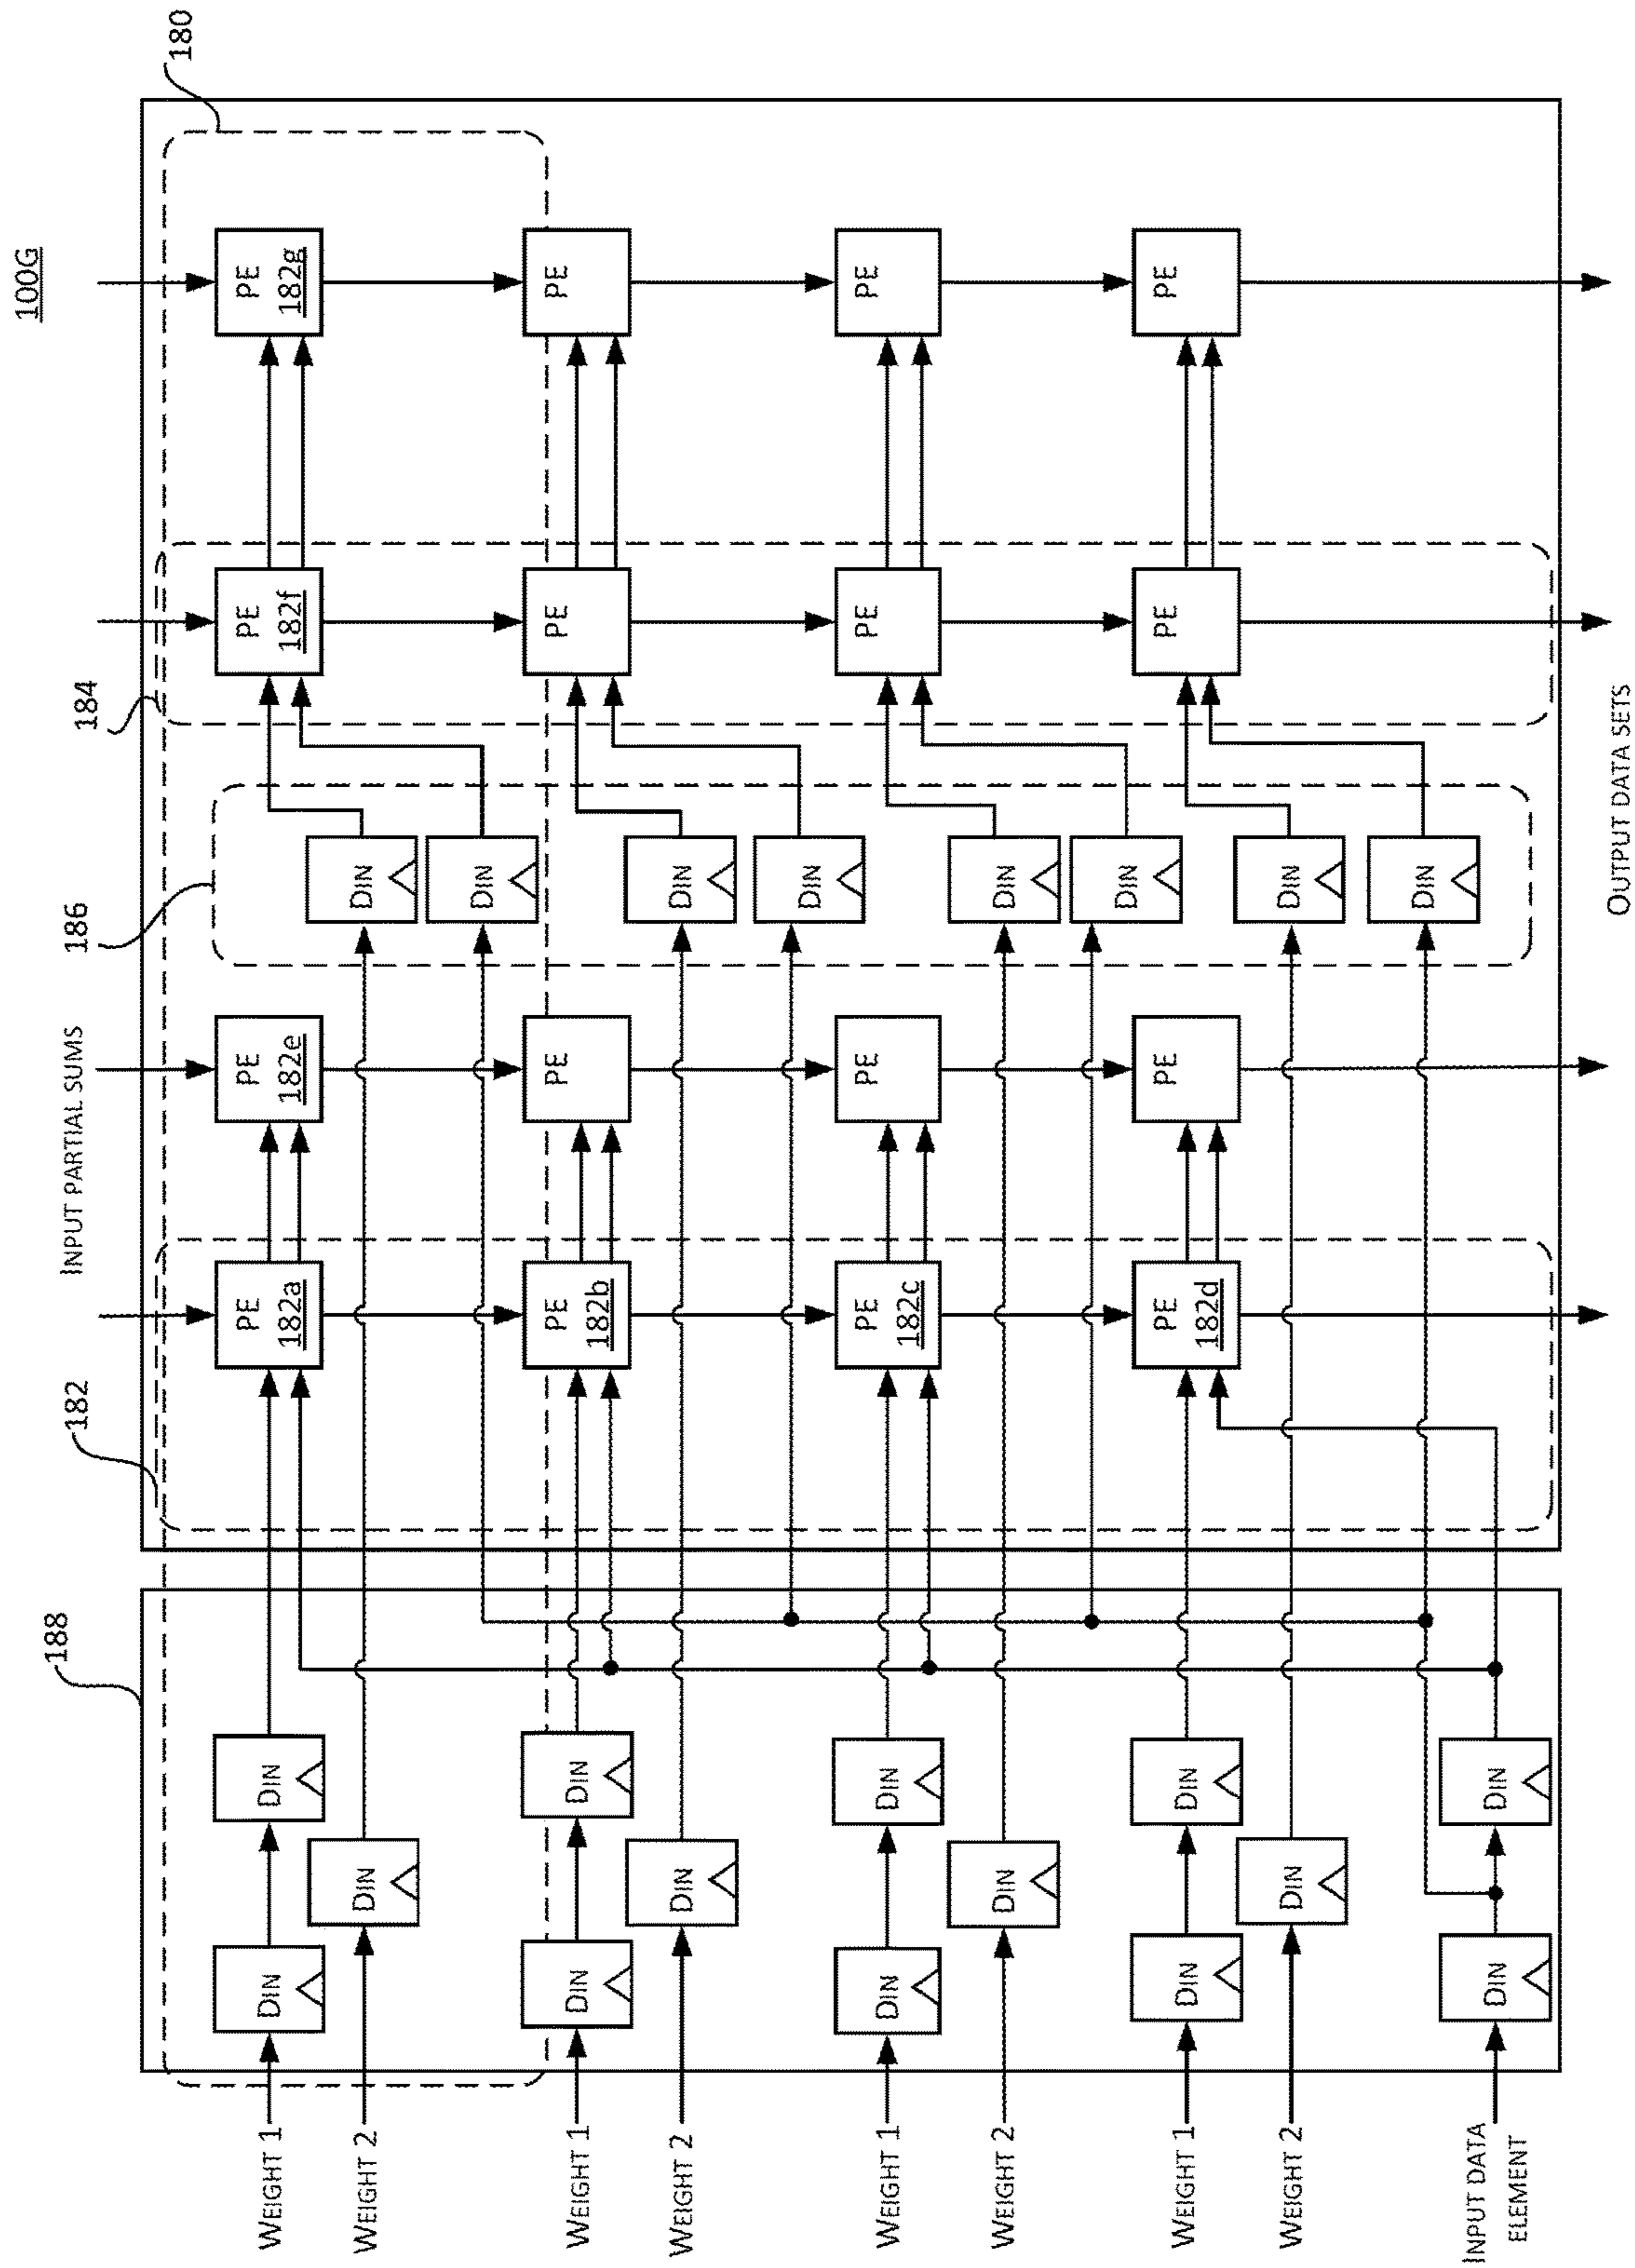 100G
188
182
INPUT PARTIAL SUMS
186
184
180
WEIGHT 1
DIN
DIN
PE
182a
PE
182e
PE
182f
PE
182g
WEIGHT 2
DIN
DIN
DIN
WEIGHT 1
DIN
DIN
PE
182b
PE
PE
PE
WEIGHT 2
DIN
DIN
DIN
WEIGHT 1
DIN
DIN
PE
182c
PE
PE
PE
WEIGHT 2
DIN
DIN
DIN
WEIGHT 1
DIN
DIN
PE
182d
PE
PE
PE
WEIGHT 2
DIN
DIN
DIN
INPUT DATA
ELEMENT
DIN
DIN
OUTPUT DATA SETS